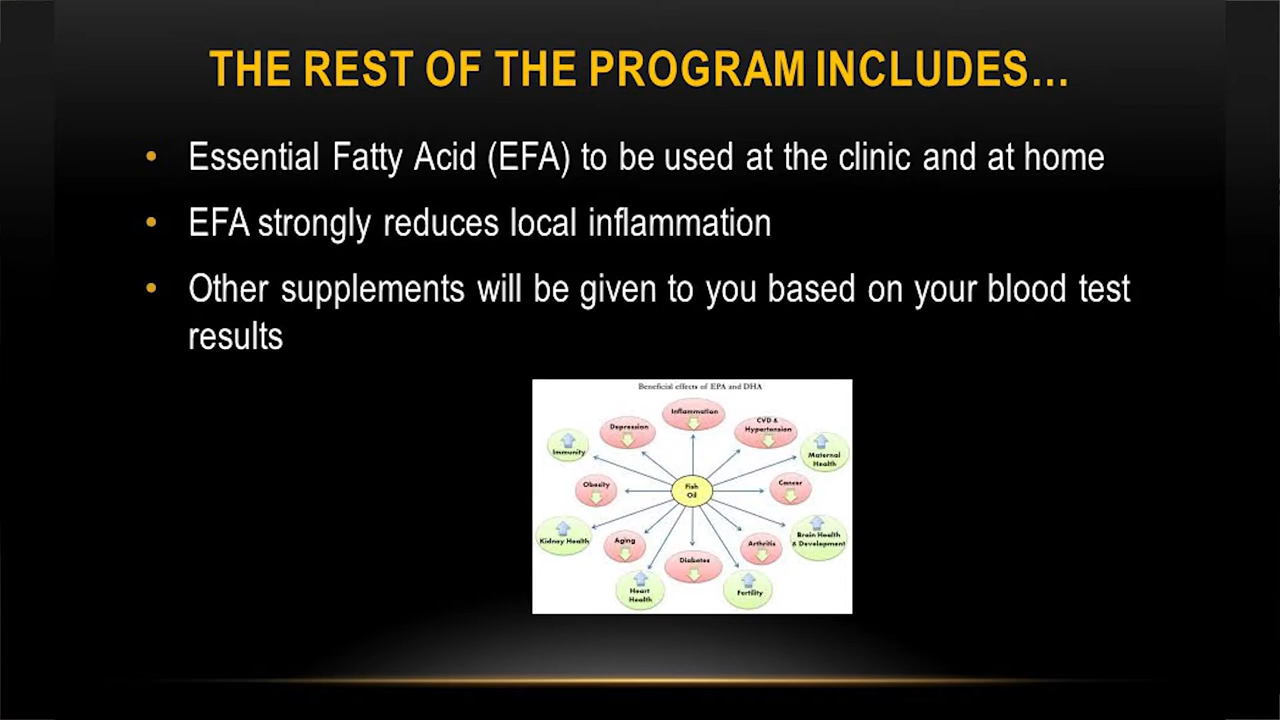 THE REST OF THE PROGRAM INCLUDES...
• Essential Fatty Acid (EFA) to be used at the clinic and at home
• EFA strongly reduces local inflammation
• Other supplements will be given to you based on your blood test
results
Beneficial effects of EPA and DHA
Inflammation
Depression
CVD &
Hypertension
Immunity
Maternal
Health
Obesity
Fish
Oil
Cancer
Kidney Health
Aging
Diabetes
Arthritis
Brain Health
& Development
Heart
Health
Fertility